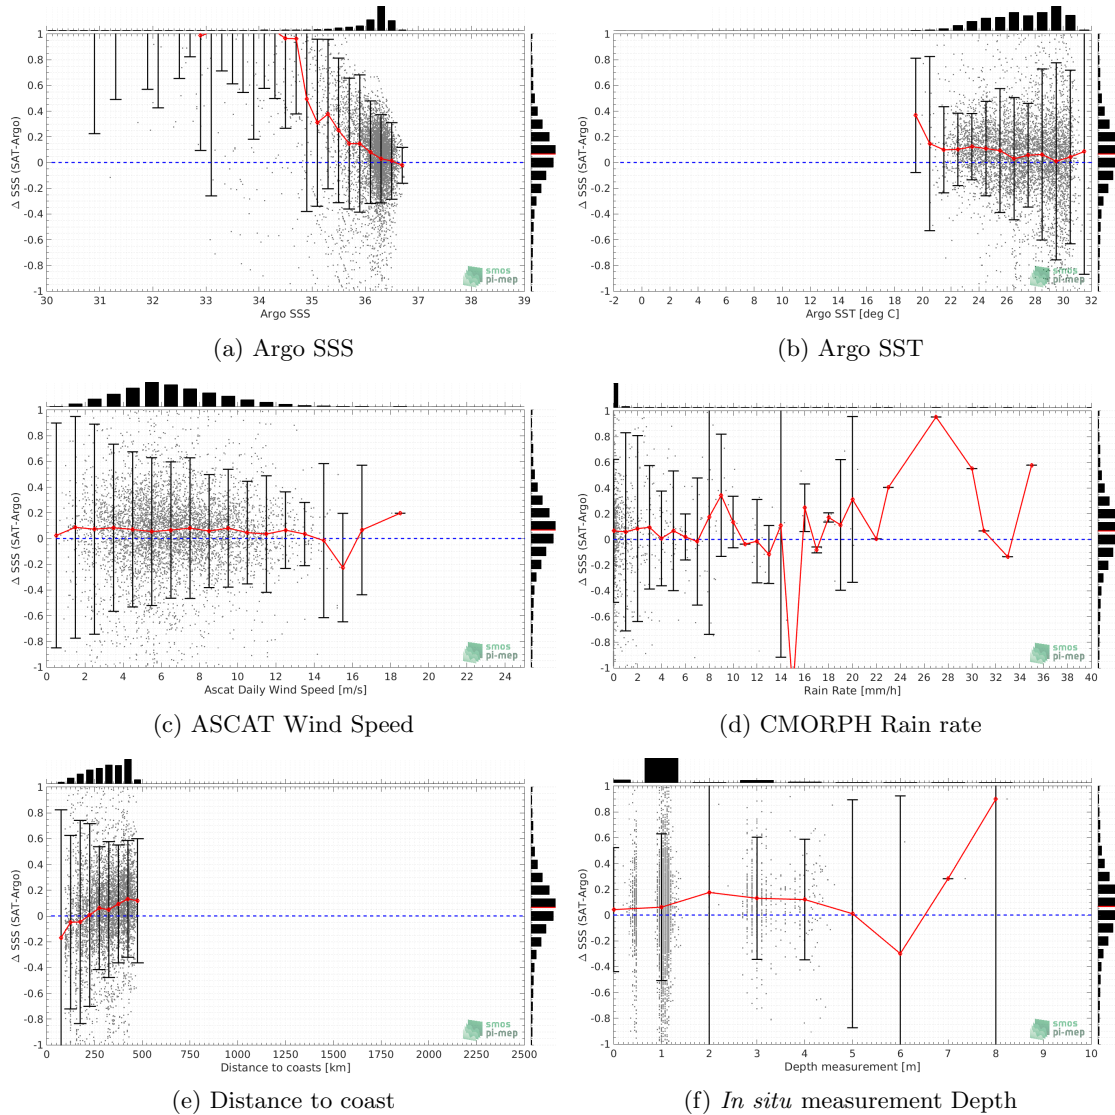 1
0.8
0.6
0.4
0.2
0
-0.2
-0.4
-0.6
-0.8
-1
Δ SSS (SAT-Argo)
30 31 32 33 34 35 36 37 38 39
Argo SSS
smos
pi-mep
(a) Argo SSS
1
0.8
0.6
0.4
0.2
0
-0.2
-0.4
-0.6
-0.8
-1
Δ SSS (SAT-Argo)
-2 0 2 4 6 8 10 12 14 16 18 20 22 24 26 28 30 32
Argo SST [deg C]
smos
pi-mep
(b) Argo SST
1
0.8
0.6
0.4
0.2
0
-0.2
-0.4
-0.6
-0.8
-1
Δ SSS (SAT-Argo)
0 2 4 6 8 10 12 14 16 18 20 22 24
Ascat Daily Wind Speed [m/s]
smos
pi-mep
(c) ASCAT Wind Speed
1
0.8
0.6
0.4
0.2
0
-0.2
-0.4
-0.6
-0.8
-1
Δ SSS (SAT-Argo)
0 2 4 6 8 10 12 14 16 18 20 22 24 26 28 30 32 34 36 38 40
Rain Rate [mm/h]
smos
pi-mep
(d) CMORPH Rain rate
1
0.8
0.6
0.4
0.2
0
-0.2
-0.4
-0.6
-0.8
-1
Δ SSS (SAT-Argo)
0 250 500 750 1000 1250 1500 1750 2000 2250 2500
Distance to coasts [km]
smos
pi-mep
(e) Distance to coast
1
0.8
0.6
0.4
0.2
0
-0.2
-0.4
-0.6
-0.8
-1
Δ SSS (SAT-Argo)
0 1 2 3 4 5 6 7 8 9 10
Depth measurement [m]
smos
pi-mep
(f) In situ measurement Depth